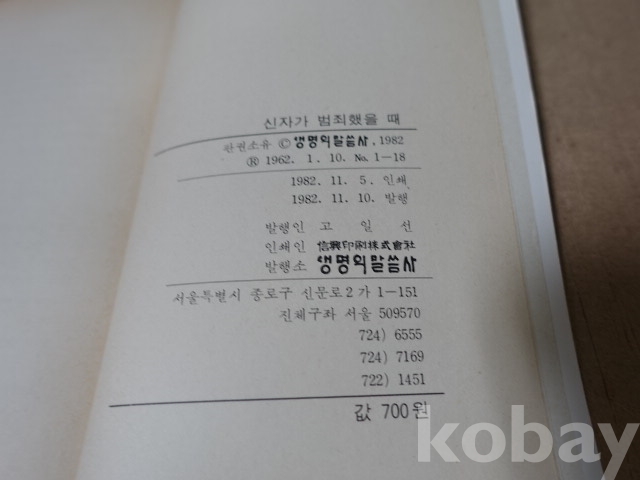 신자가 범죄했을 때
판권소유 ⓒ 생명의말씀사, 1982
Ⓡ 1962. 1. 10. No. 1-18
1982. 11. 5. 인쇄
1982. 11. 10. 발행
발행인 고 일 선
인쇄인 信興印刷株式會社
발행소 생명의말씀사
서울특별시 종로구 신문로 2 가 1-151
진체구좌 서울 509570
724) 6555
724) 7169
722) 1451
값 700원
kobay